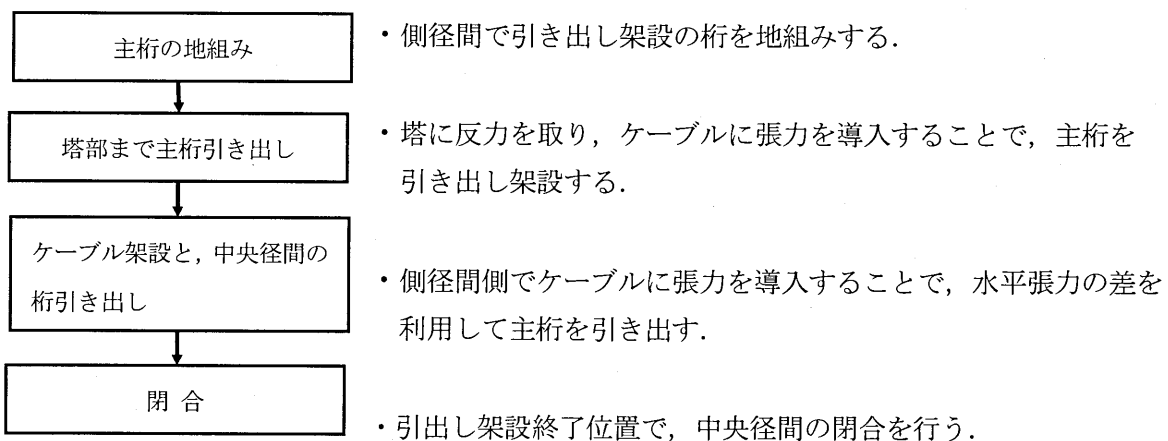 主桁の地組み
・側径間で引き出し架設の桁を地組みする.
塔部まで主桁引き出し
・塔に反力を取り，ケーブルに張力を導入することで，主桁を
引き出し架設する.
ケーブル架設と，中央径間の
桁引き出し
・側径間側でケーブルに張力を導入することで，水平張力の差を
利用して主桁を引き出す.
閉 合
・引出し架設終了位置で，中央径間の閉合を行う.